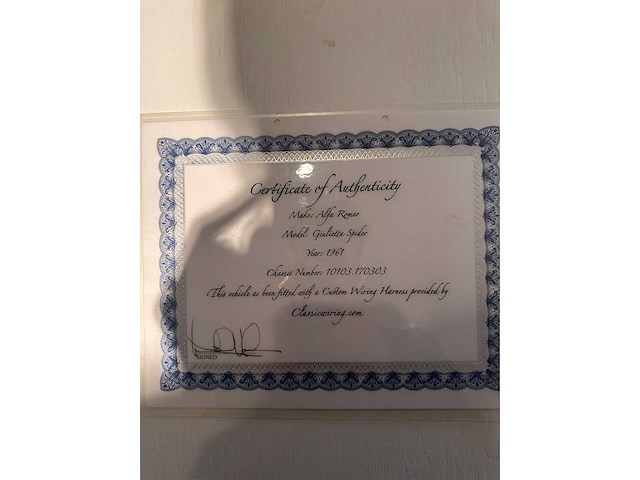 Certificate of Authenticity
Make: Alfa Romeo
Model: Giulietta Spider
Year: 1961
Chassis Number: 10103.170303
This vehicle as been fitted with a Custom Wiring Harness provided by
Classicwiring.com
SIGNED